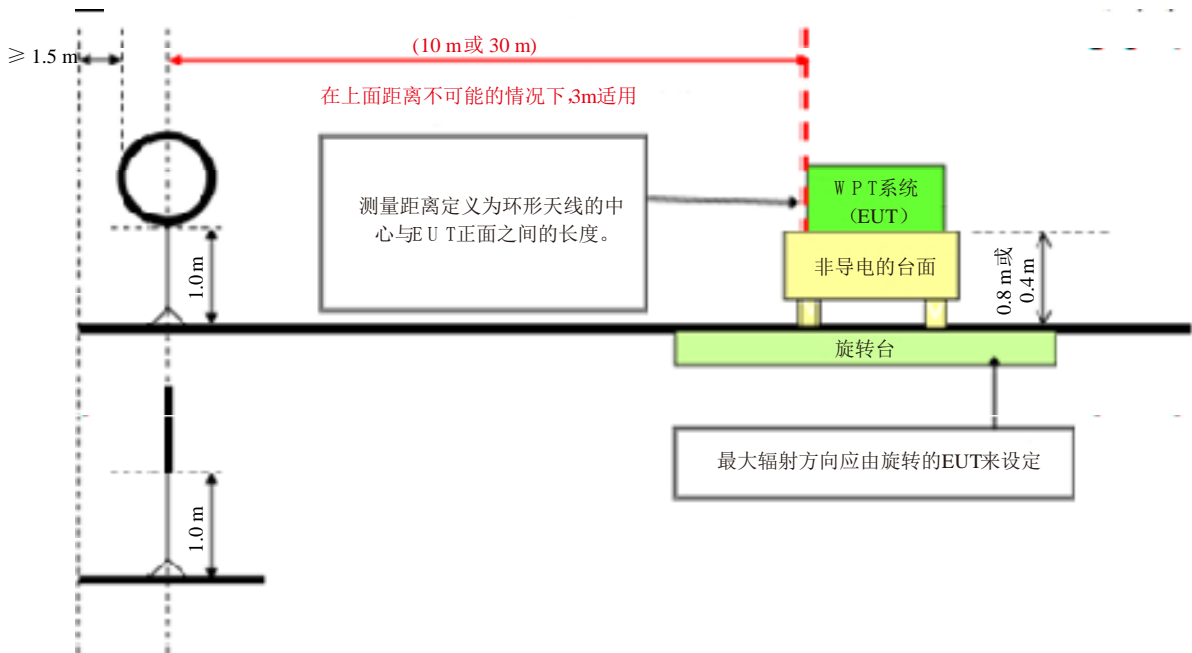 (10 m或 30 m)
≥ 1.5 m
在上面距离不可能的情况下,3m适用
测量距离定义为环形天线的中
心与EUT正面之间的长度。
WPT系统
（EUT）
非导电的台面
1.0 m
0.8 m或
0.4 m
旋转台
最大辐射方向应由旋转的EUT来设定
1.0 m